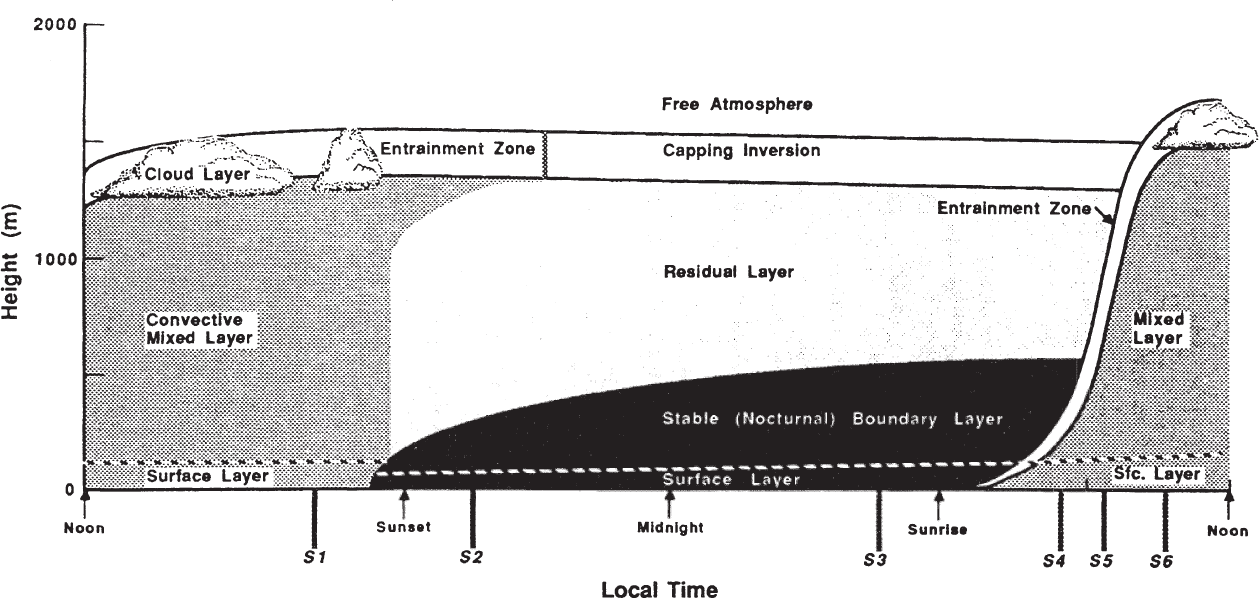 2000
Free Atmosphere
Entrainment Zone
Capping Inversion
Cloud Layer
Entrainment Zone
1000
Residual Layer
Height (m)
Convective
Mixed Layer
Mixed
Layer
Stable (Nocturnal) Boundary Layer
Surface Layer
Surface Layer
Sfc. Layer
0
Noon
Sunset
Midnight
Sunrise
Noon
S1
S2
S3
S4
S5
S6
Local Time